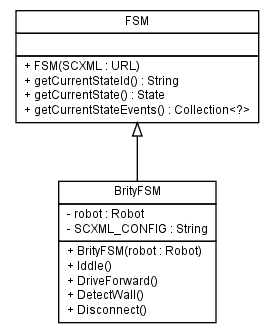 FSM
+ FSM(SCXML : URL)
+ getCurrentStateId() : String
+ getCurrentState() : State
+ getCurrentStateEvents() : Collection<?>
BrityFSM
- robot : Robot
- SCXML_CONFIG : String
+ BrityFSM(robot : Robot)
+ Iddle()
+ DriveForward()
+ DetectWall()
+ Disconnect()